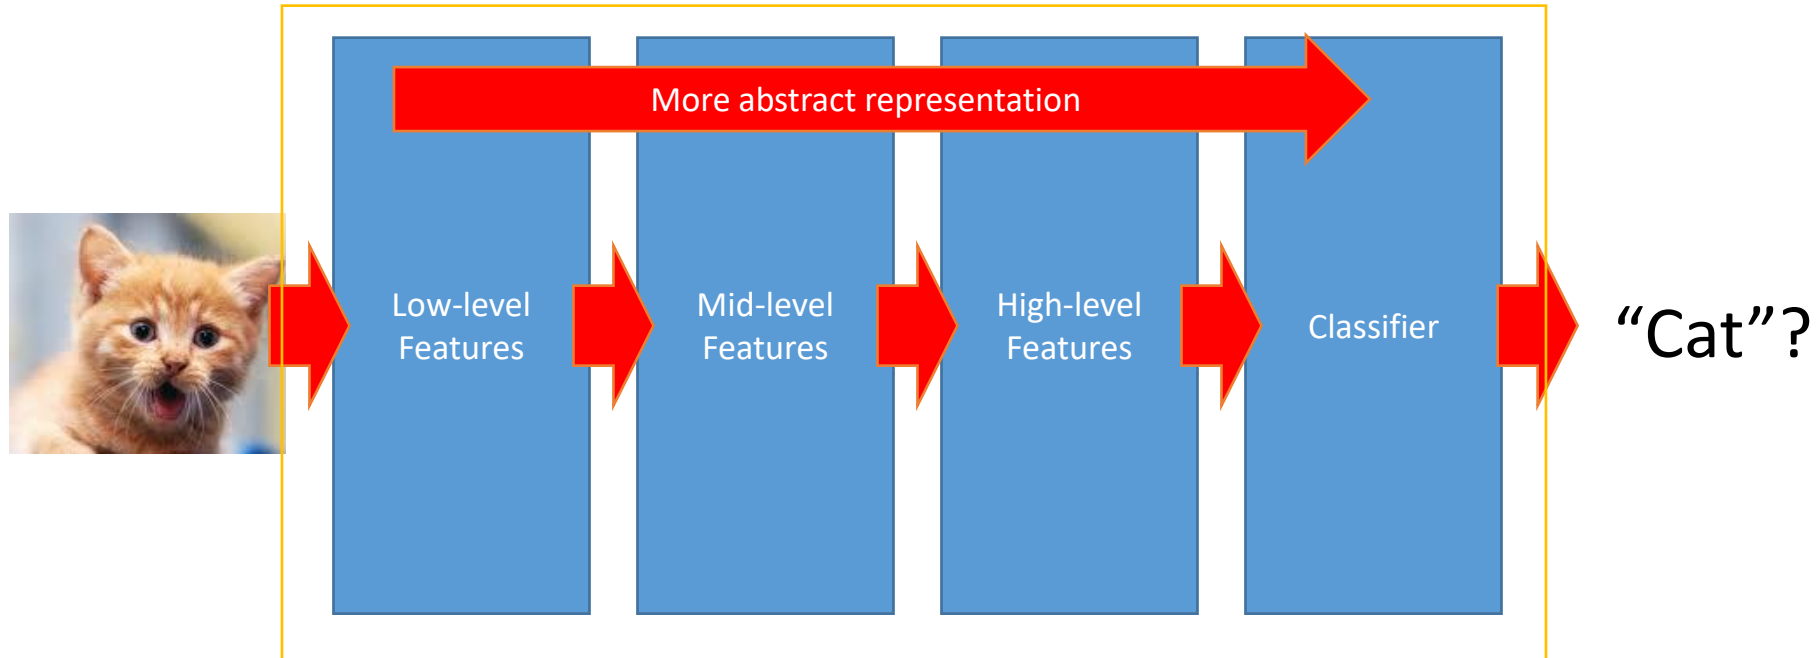 More abstract representation
Low-level
Features
Mid-level
Features
High-level
Features
Classifier
“Cat”?